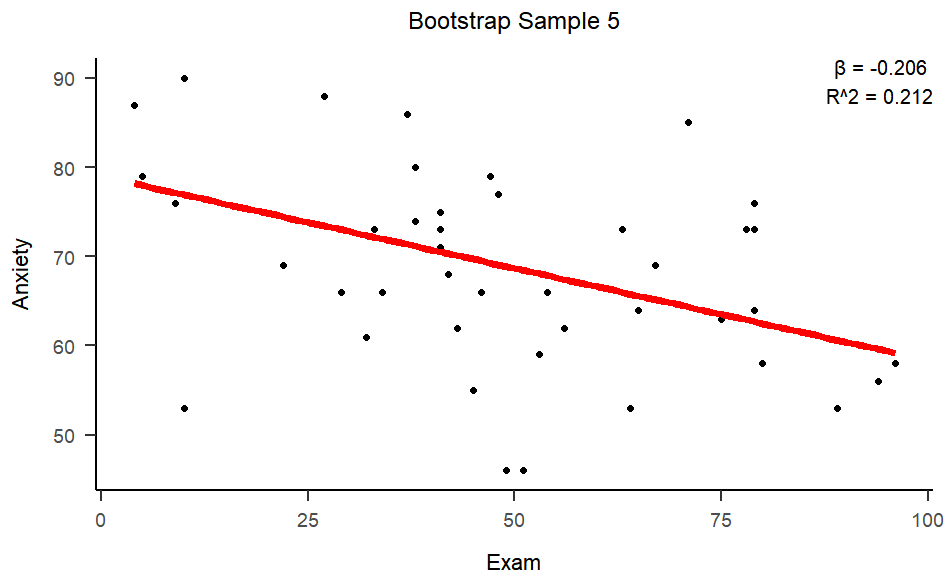 Bootstrap Sample 5
β = -0.206
R^2 = 0.212
Anxiety
90
80
70
60
50
0 25 50 75 100
Exam